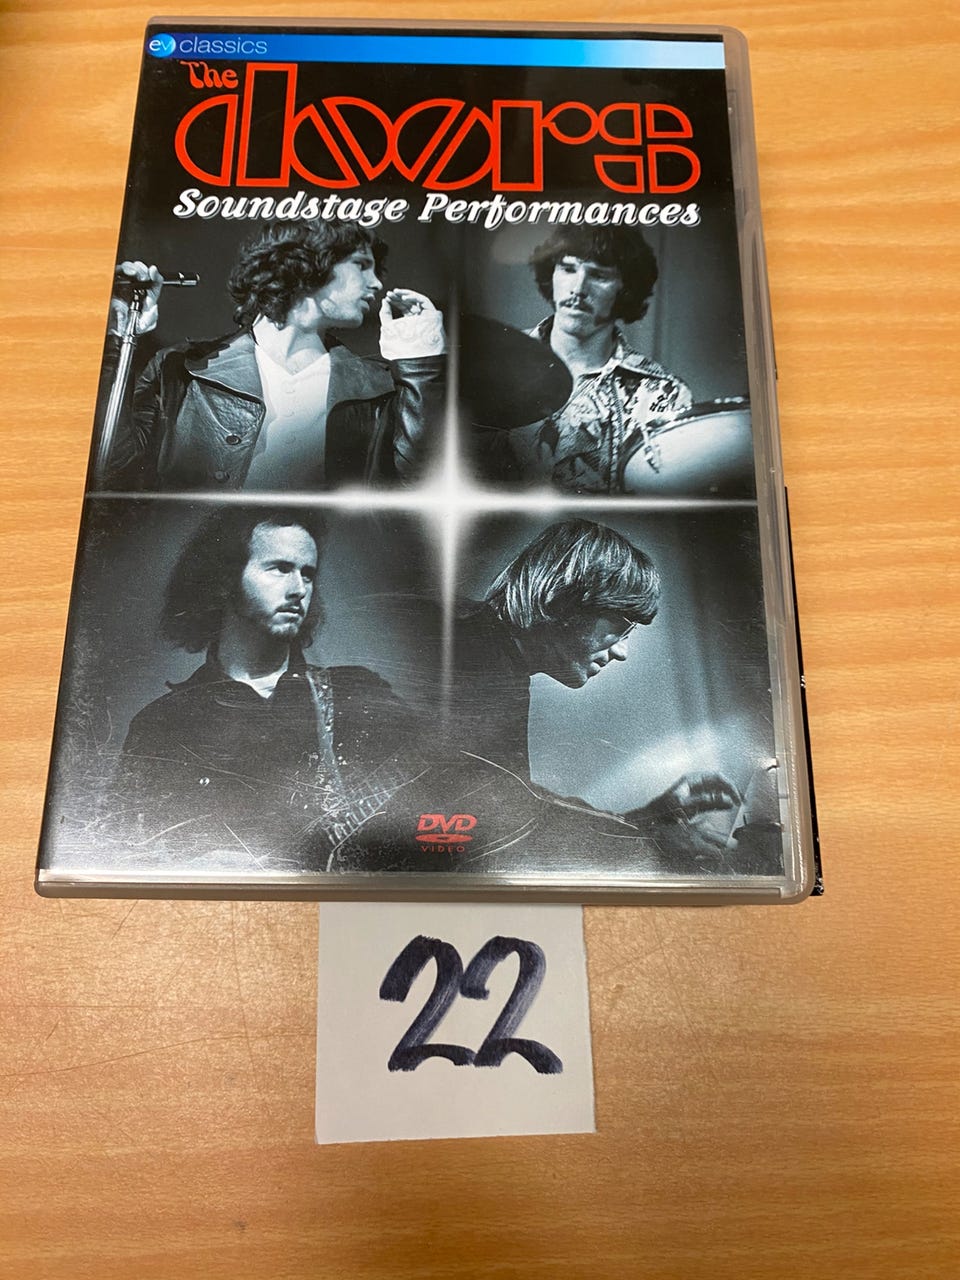 ev classics
The
doors
Soundstage Performances
DVD
VIDEO
22